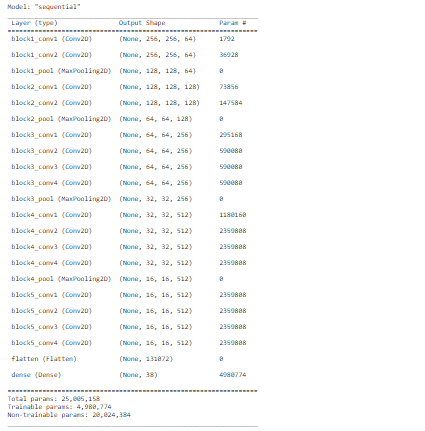 Model: "sequential"
Layer (type) Output Shape Param #
block1_conv1 (Conv2D) (None, 256, 256, 64) 1792
block1_conv2 (Conv2D) (None, 256, 256, 64) 36928
block1_pool (MaxPooling2D) (None, 128, 128, 64) 0
block2_conv1 (Conv2D) (None, 128, 128, 128) 73856
block2_conv2 (Conv2D) (None, 128, 128, 128) 147584
block2_pool (MaxPooling2D) (None, 64, 64, 128) 0
block3_conv1 (Conv2D) (None, 64, 64, 256) 295168
block3_conv2 (Conv2D) (None, 64, 64, 256) 590080
block3_conv3 (Conv2D) (None, 64, 64, 256) 590080
block3_conv4 (Conv2D) (None, 64, 64, 256) 590080
block3_pool (MaxPooling2D) (None, 32, 32, 256) 0
block4_conv1 (Conv2D) (None, 32, 32, 512) 1180160
block4_conv2 (Conv2D) (None, 32, 32, 512) 2359808
block4_conv3 (Conv2D) (None, 32, 32, 512) 2359808
block4_conv4 (Conv2D) (None, 32, 32, 512) 2359808
block4_pool (MaxPooling2D) (None, 16, 16, 512) 0
block5_conv1 (Conv2D) (None, 16, 16, 512) 2359808
block5_conv2 (Conv2D) (None, 16, 16, 512) 2359808
block5_conv3 (Conv2D) (None, 16, 16, 512) 2359808
block5_conv4 (Conv2D) (None, 16, 16, 512) 2359808
flatten (Flatten) (None, 131072) 0
dense (Dense) (None, 38) 4980774
Total params: 25,005,158
Trainable params: 4,980,774
Non-trainable params: 20,024,384